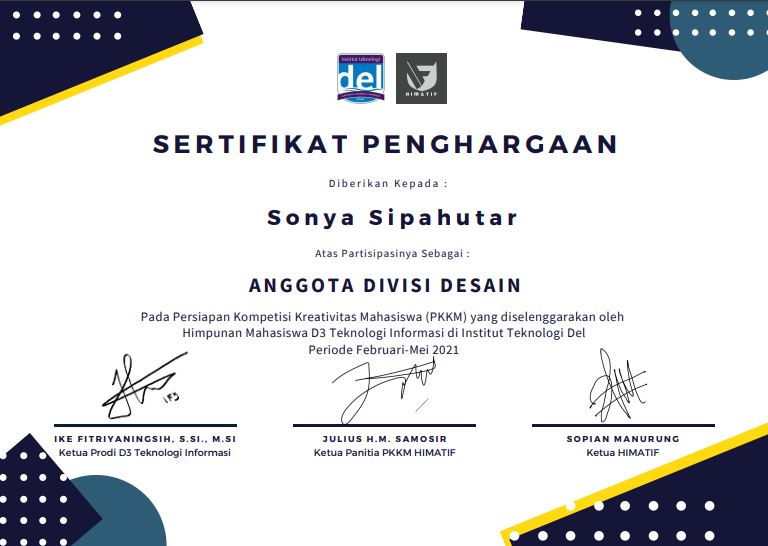 institut teknologi
del
HIMATIF
SERTIFIKAT PENGHARGAAN
Diberikan Kepada :
Sonya Sipahutar
Atas Partisipasinya Sebagai :
ANGGOTA DIVISI DESAIN
Pada Persiapan Kompetisi Kreativitas Mahasiswa (PKKM) yang diselenggarakan oleh
Himpunan Mahasiswa D3 Teknologi Informasi di Institut Teknologi Del
Periode Februari-Mei 2021
IKE FITRIYANINGSIH, S.SI., M.SI
Ketua Prodi D3 Teknologi Informasi
JULIUS H.M. SAMOSIR
Ketua Panitia PKKM HIMATIF
SOPIAN MANURUNG
Ketua HIMATIF